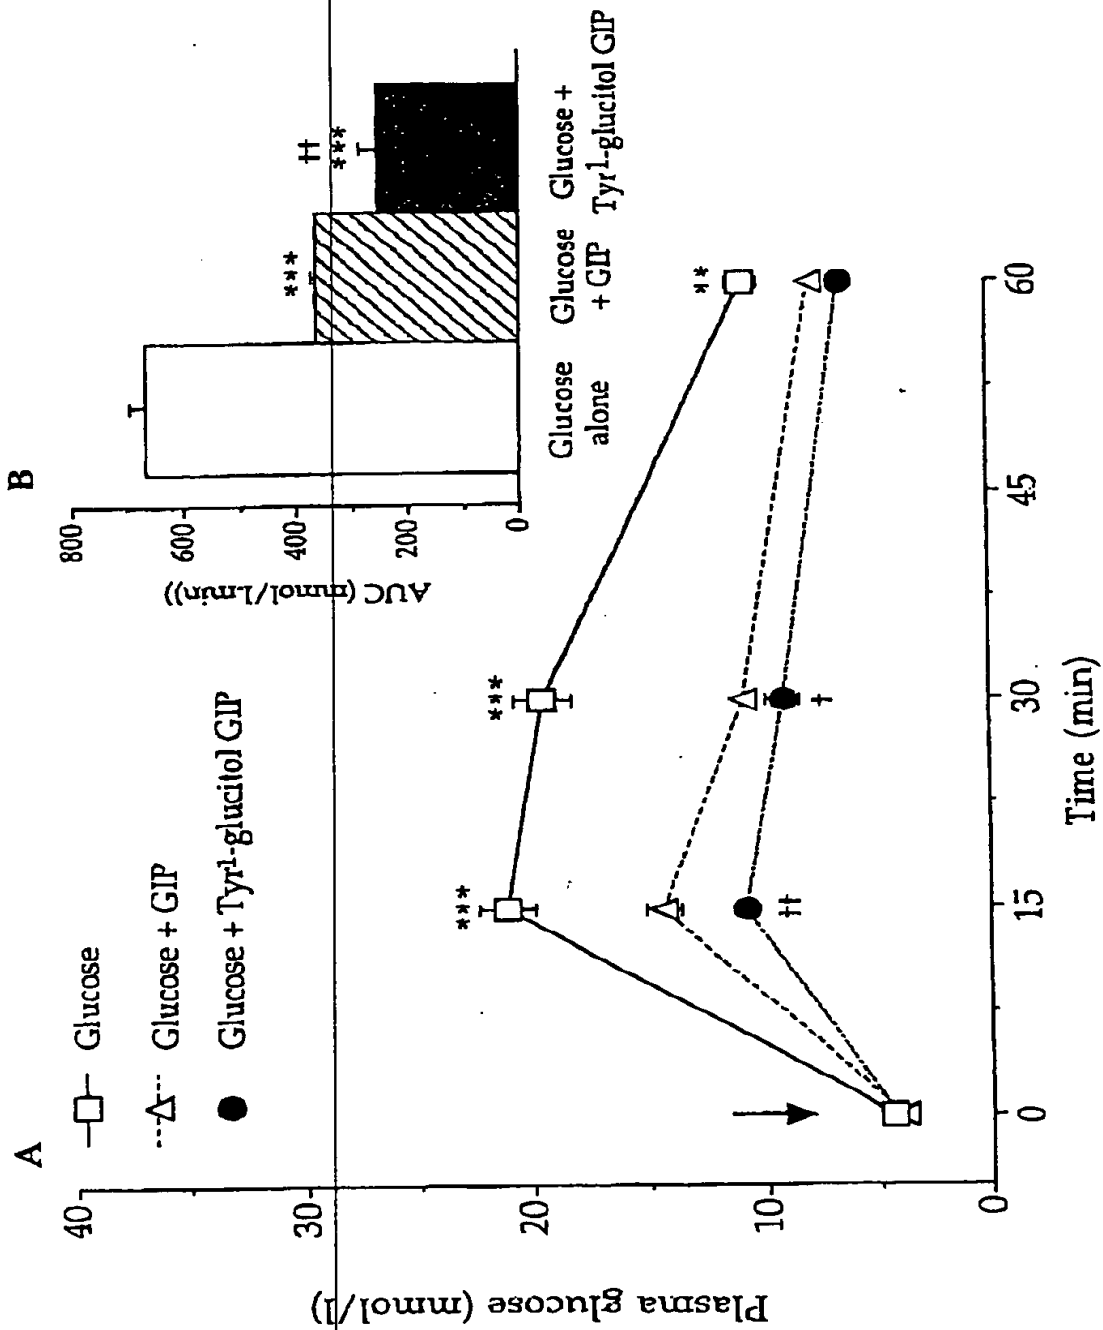 A
Glucose
Glucose + GIP
Glucose + Tyr¹-glucitol GIP
Plasma glucose (mmol/l)
40
30
20
10
0
***
***
**
††
†
0
15
30
45
60
Time (min)
B
AUC (mmol/l.min))
800
600
400
200
0
***
††
***
Glucose
alone
Glucose
+ GIP
Glucose +
Tyr¹-glucitol GIP